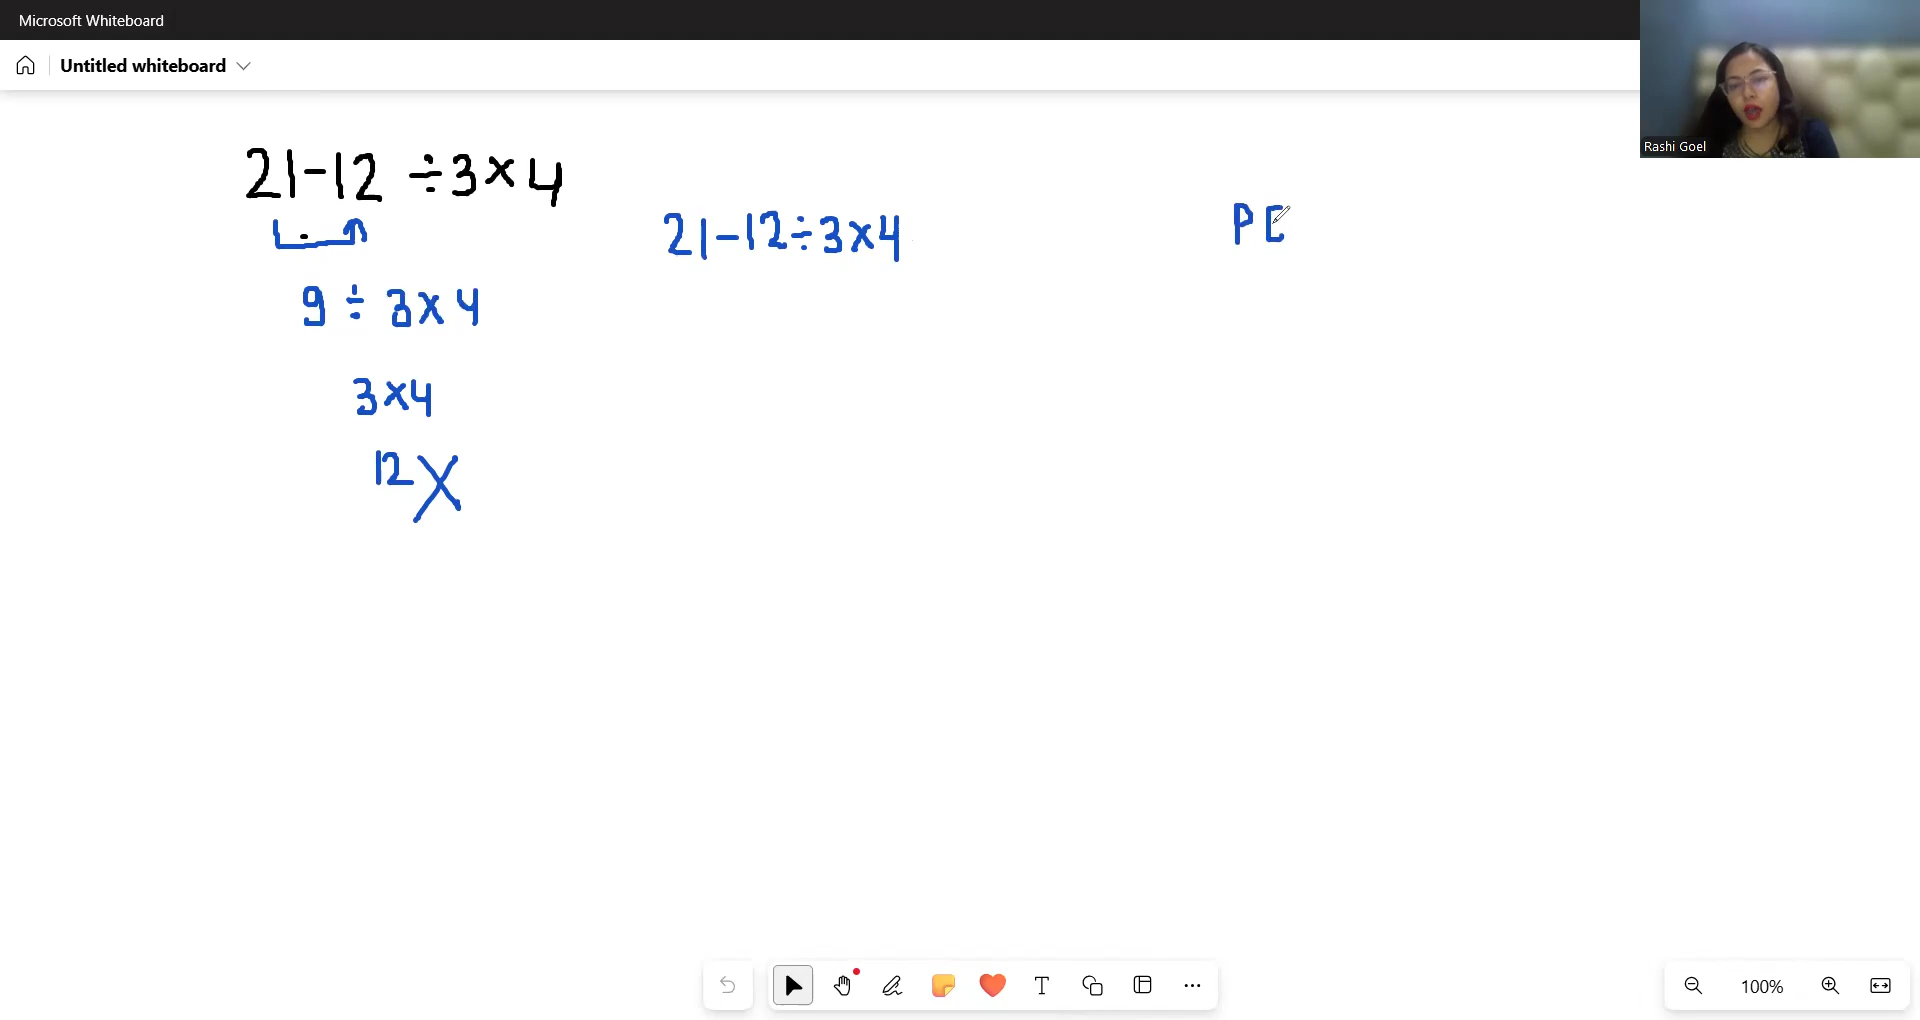 Microsoft Whiteboard
Untitled whiteboard
Rashi Goel
21-12 ÷3×4
9 ÷ 3×4
3×4
12 X
21-12÷3×4
PE
100%